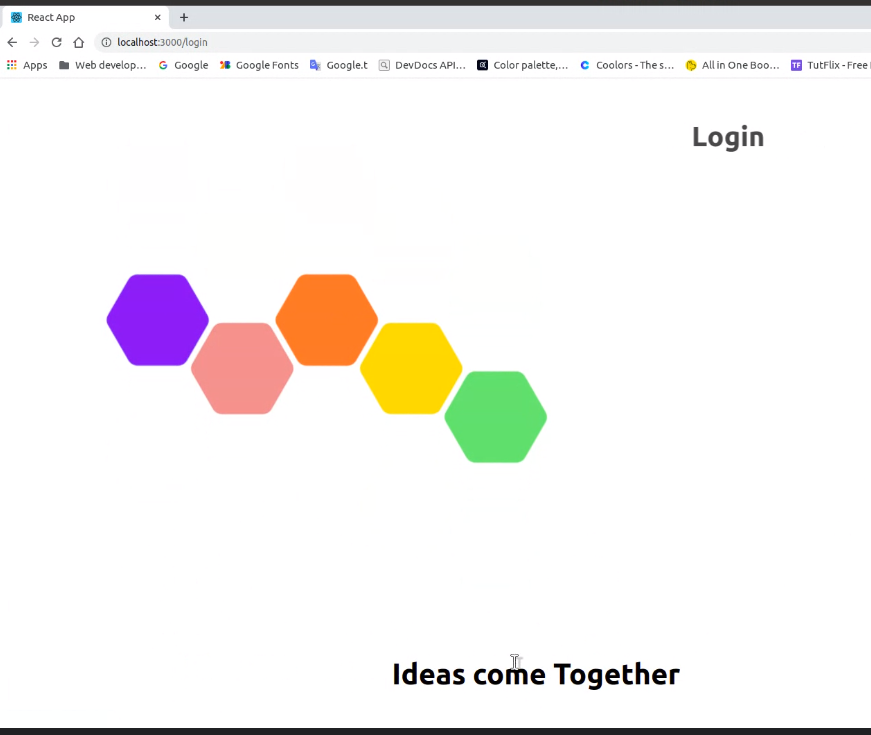 React App
localhost:3000/login
Apps Web develop... Google Google Fonts Google.t DevDocs API... Color palette,... Coolors - The s... All in One Boo... TF TutFlix - Free
Login
Ideas come Together